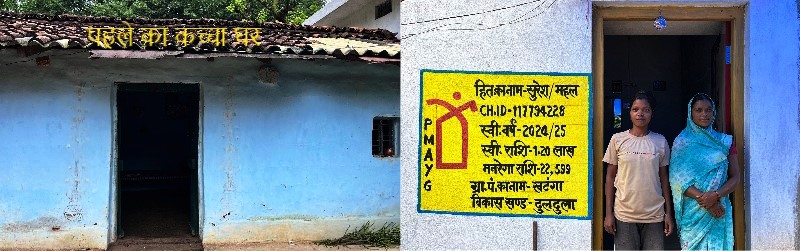 पहले का कच्चा घर
PMAYG
हित.का नाम-सुरेश/महल
CH.ID-117794228
स्वी. वर्ष-2024/25
स्वी. राशि-1.20 लाख
मनरेगा राशि-22,599
ग्रा.पं.का नाम-खटंगा
विकास खण्ड-दुलदुला